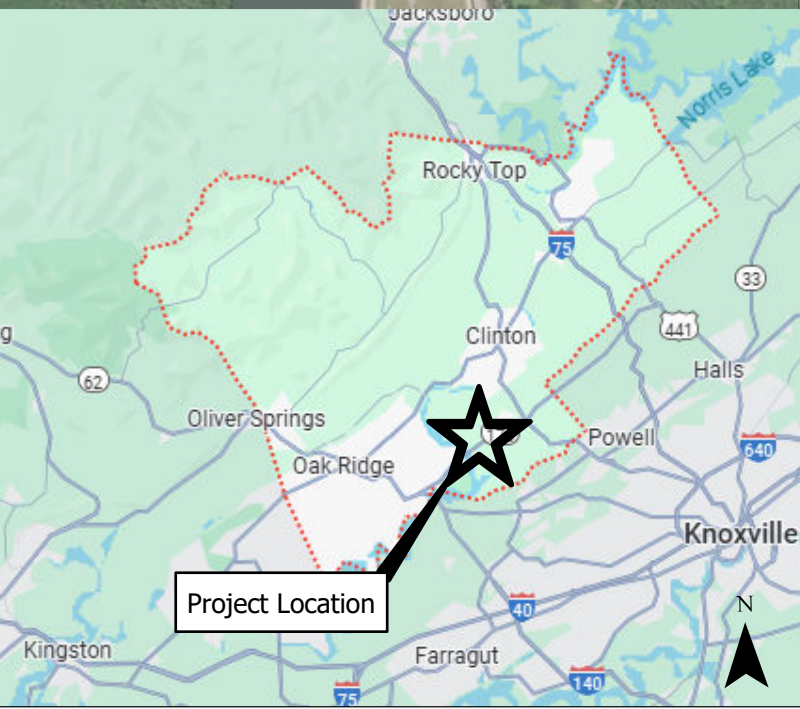 Jacksboro
Norris Lake
Rocky Top
75
33
Clinton
441
g
62
Halls
Oliver Springs
Powell
640
Oak Ridge
Knoxville
Project Location
N
40
Kingston
Farragut
140
75